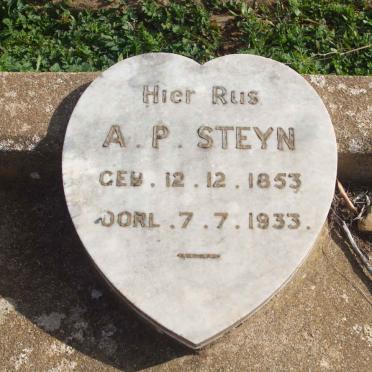 Hier Rus
A. P. STEYN
GEB. 12. 12. 1853
OORL. 7. 7. 1933.